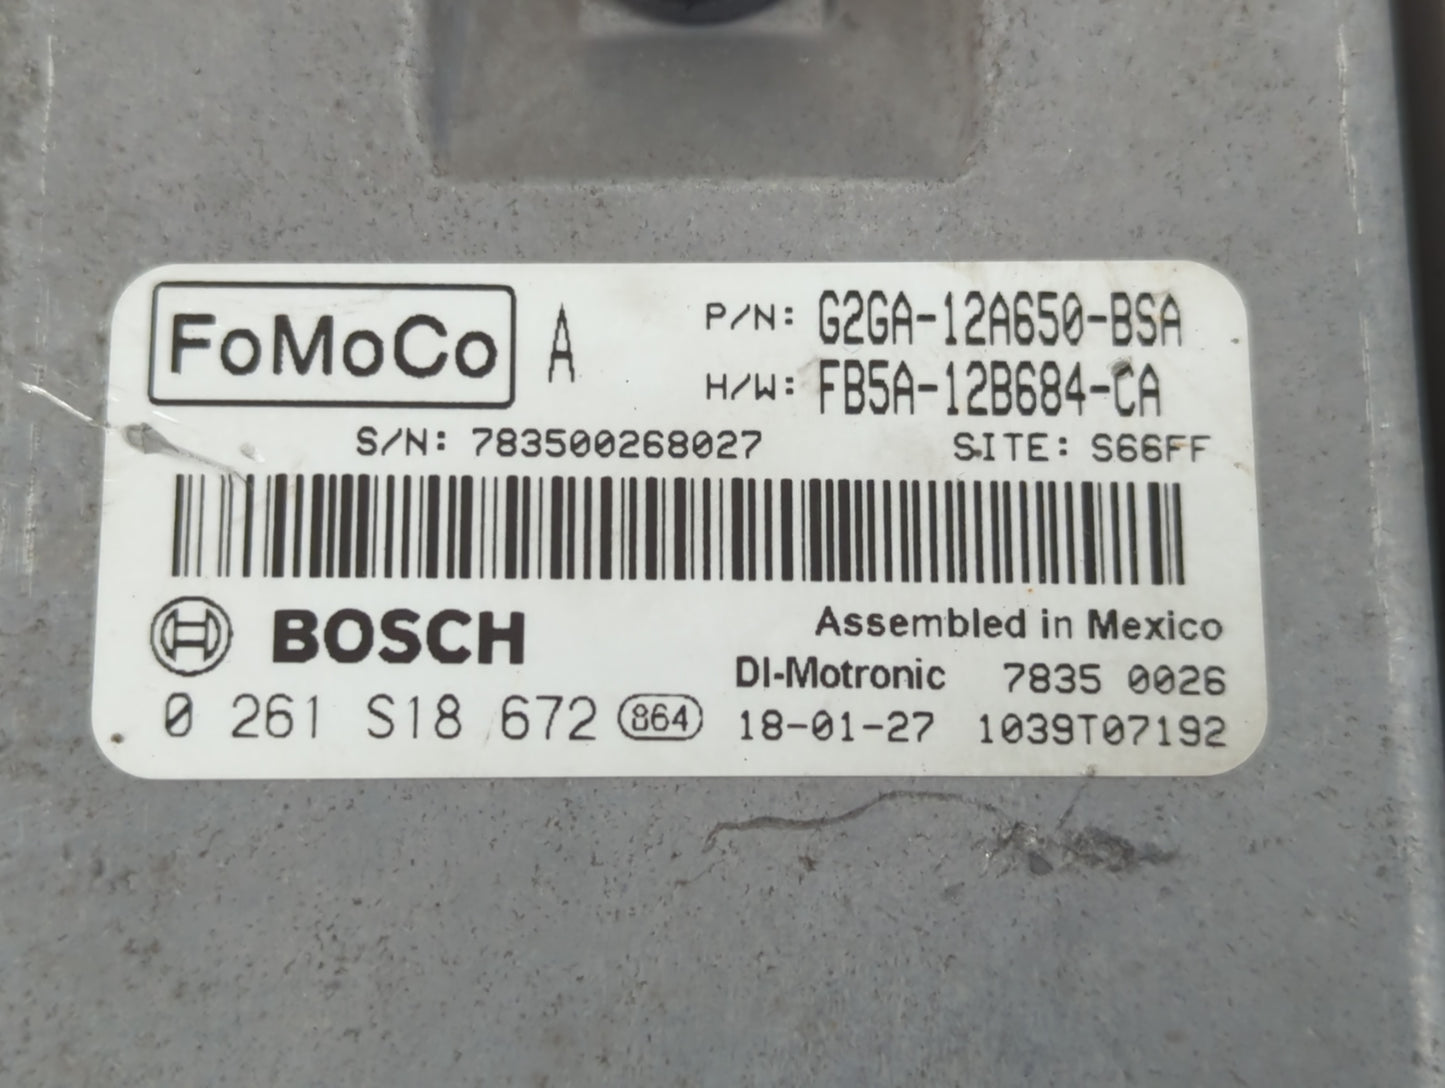 FoMoCo A P/N: G2GA-12A650-BSA
H/W: FB5A-12B684-CA
S/N: 783500268027 SITE: S66FF
BOSCH Assembled in Mexico
DI-Motronic 7835 0026
0 261 S18 672 864 18-01-27 1039T07192